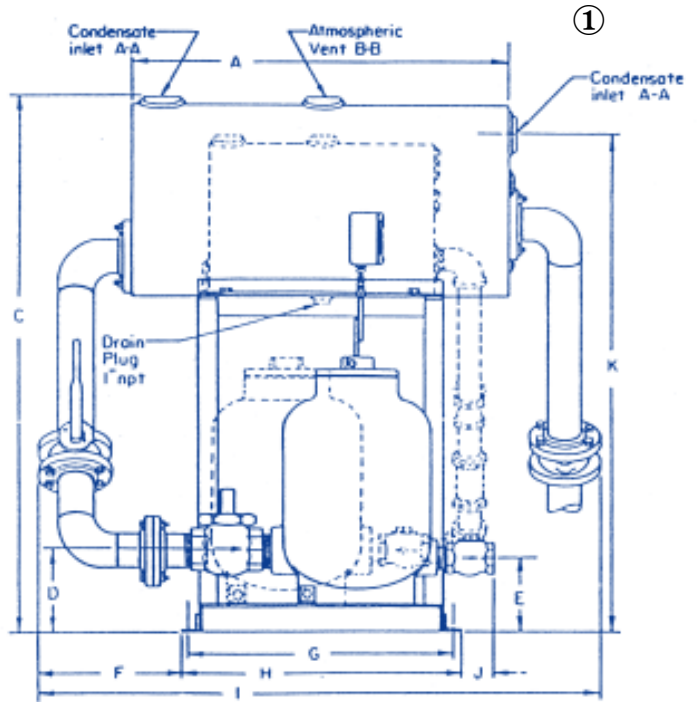 ①
Condensate
inlet A-A
Atmospheric
Vent B-B
A
Condensate
inlet A-A
C
K
Drain
Plug
1" npt
D
E
G
F
H
J
I